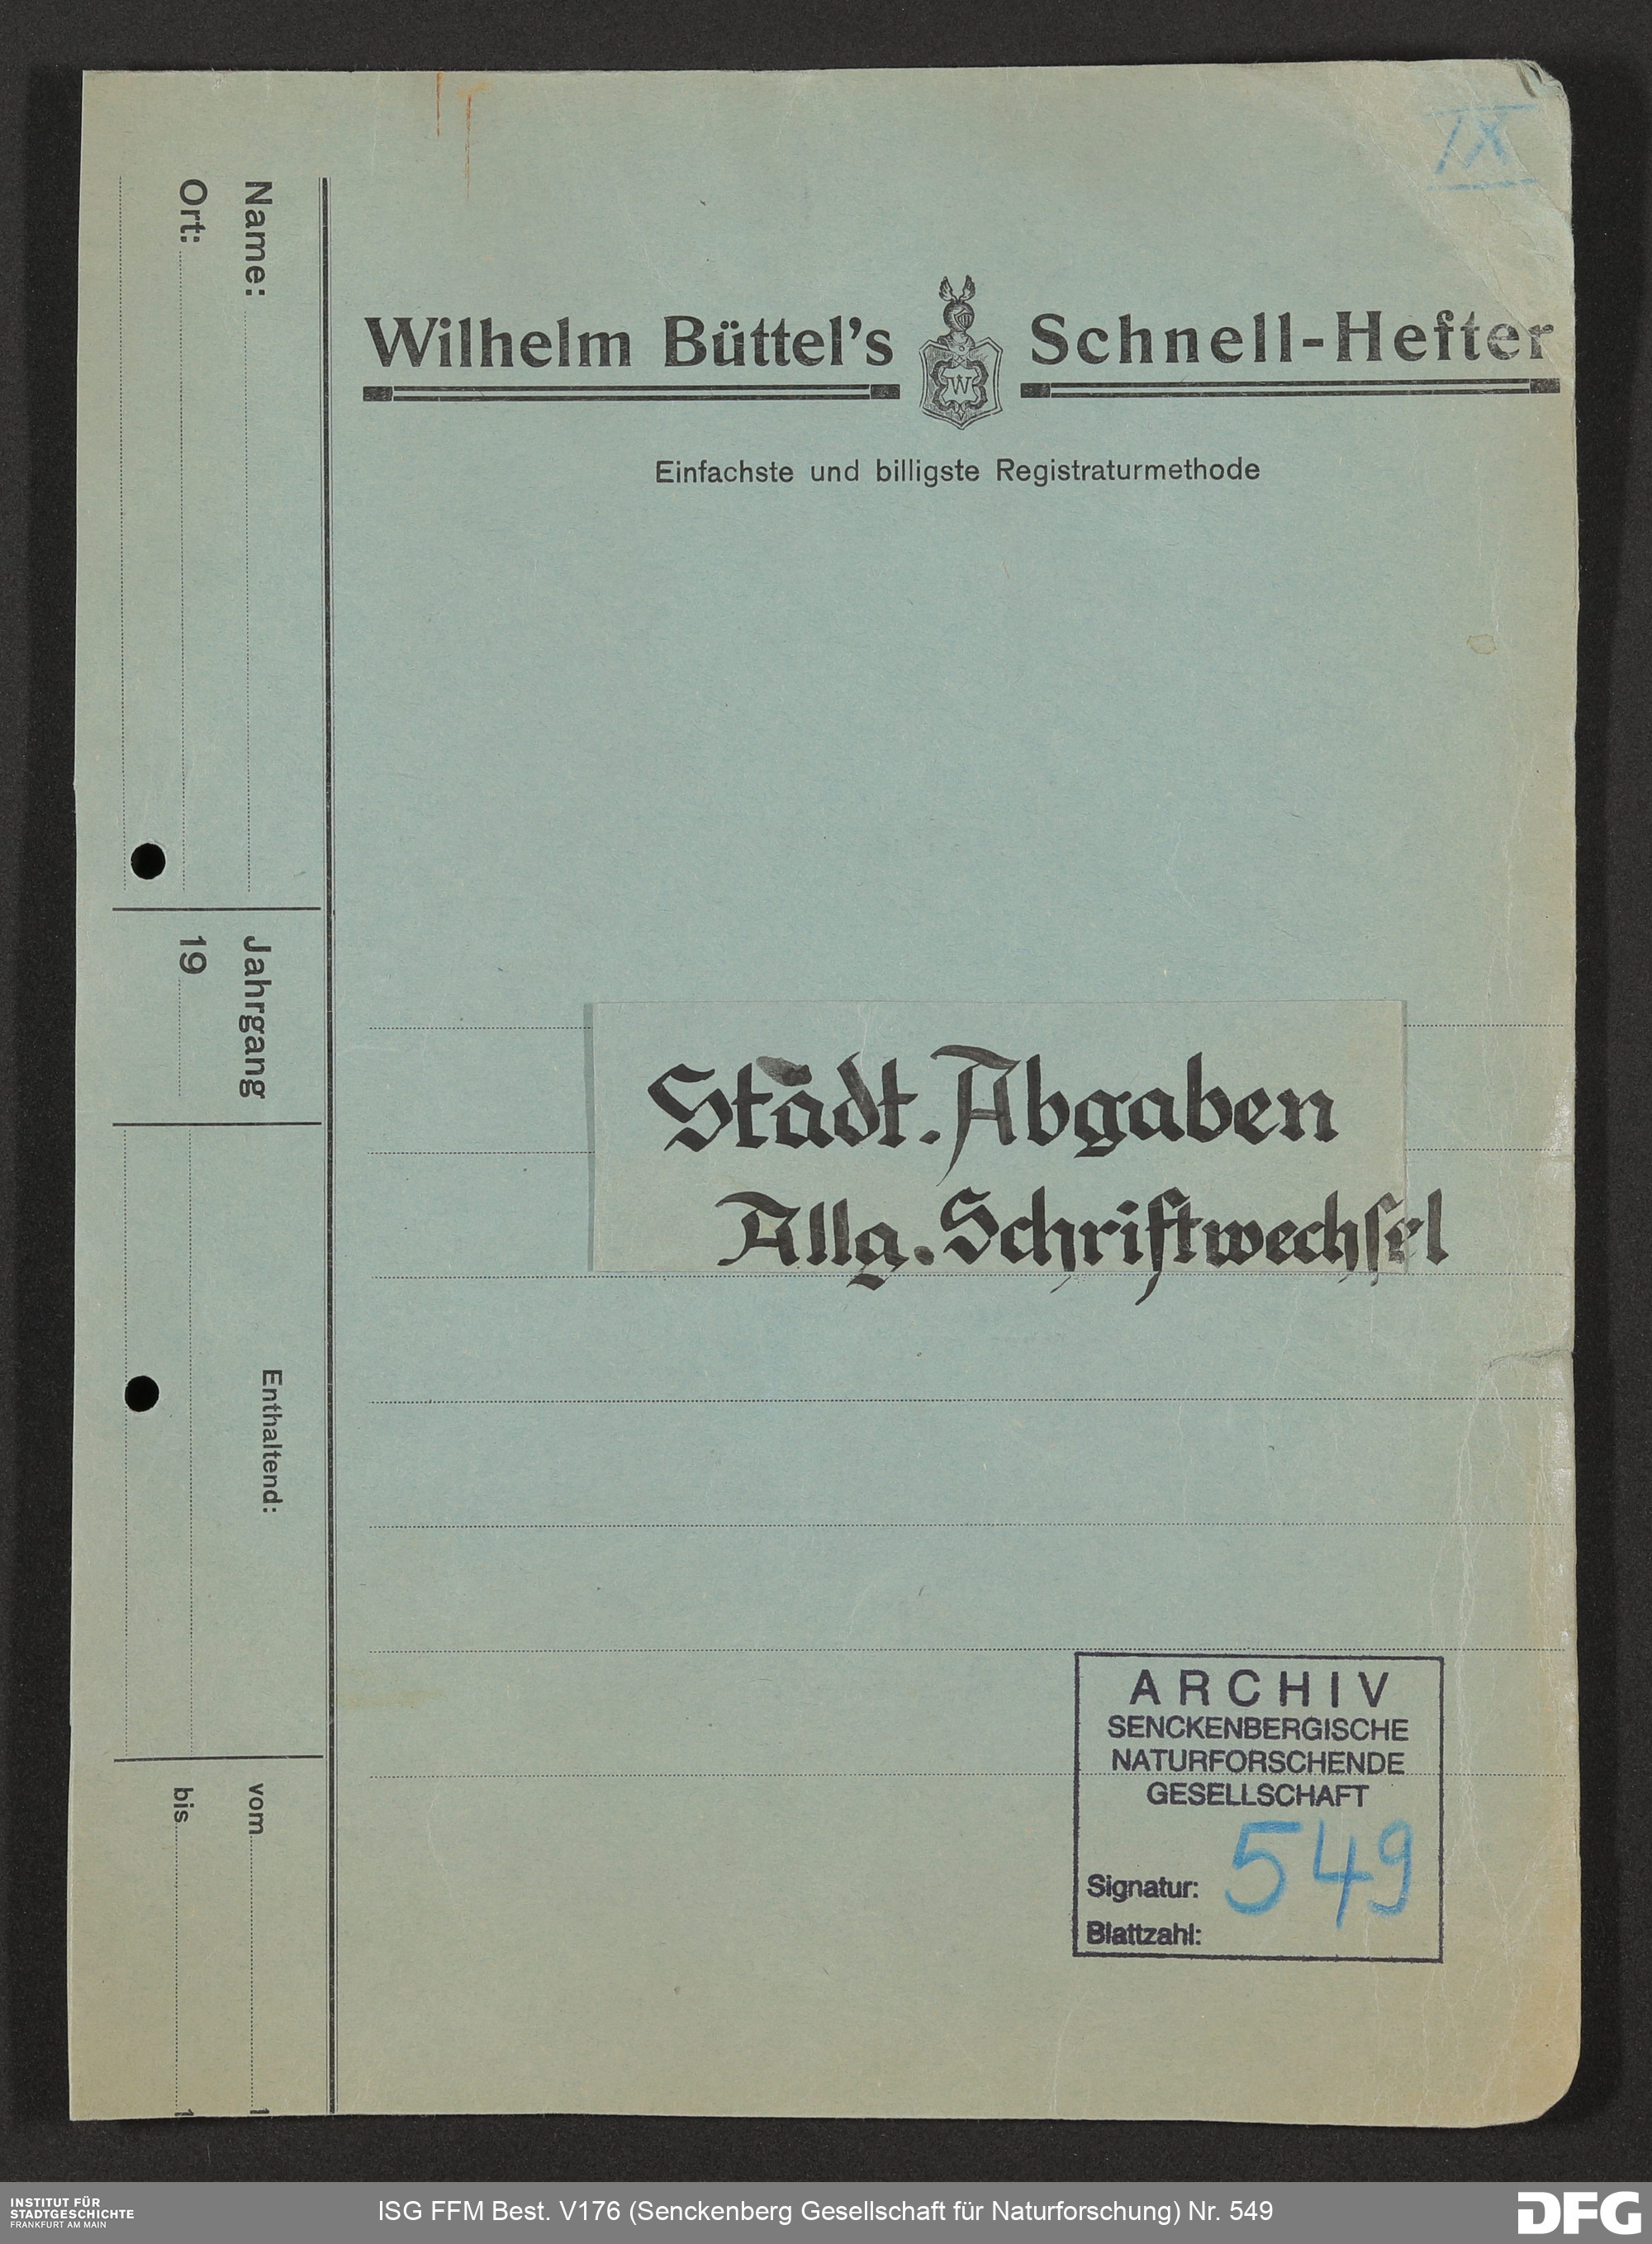 IX
Wilhelm Büttel's Schnell-Hefter
W
Einfachste und billigste Registraturmethode
Name:
Ort:
Jahrgang
19
Enthaltend:
vom 1
bis 1
Städt. Abgaben
Allg. Schriftwechsel
ARCHIV
SENCKENBERGISCHE
NATURFORSCHENDE
GESELLSCHAFT
Signatur: 549
Blattzahl:
INSTITUT FÜR
STADTGESCHICHTE
FRANKFURT AM MAIN
ISG FFM Best. V176 (Senckenberg Gesellschaft für Naturforschung) Nr. 549
DFG